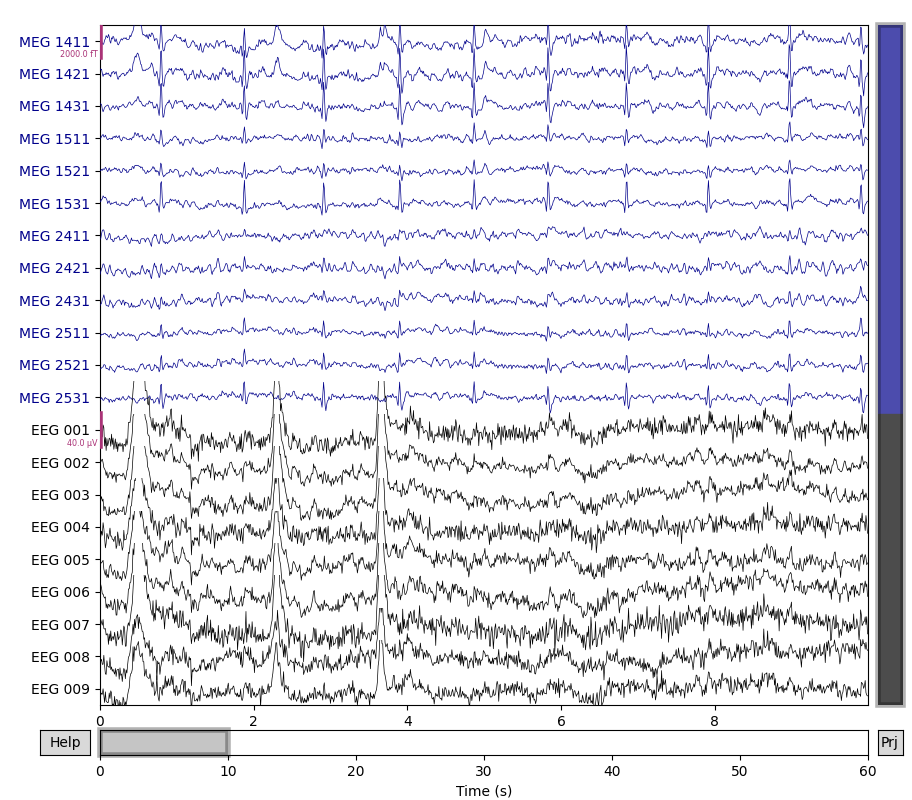 MEG 1411
2000.0 fT
MEG 1421
MEG 1431
MEG 1511
MEG 1521
MEG 1531
MEG 2411
MEG 2421
MEG 2431
MEG 2511
MEG 2521
MEG 2531
EEG 001
40.0 µV
EEG 002
EEG 003
EEG 004
EEG 005
EEG 006
EEG 007
EEG 008
EEG 009
0 2 4 6 8
Help Prj
0 10 20 30 40 50 60
Time (s)